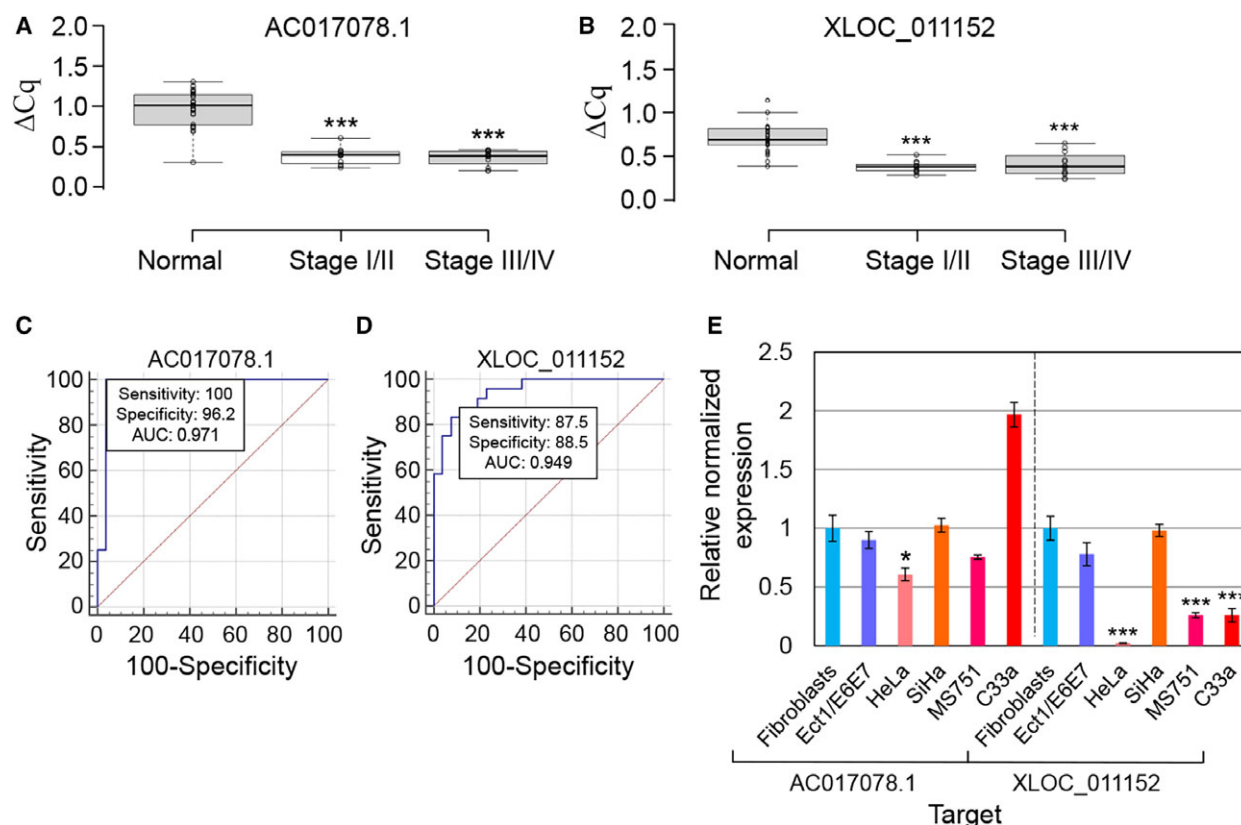 A
AC017078.1
ΔCq
2.0
1.5
1.0
0.5
0.0
***
***
Normal
Stage I/II
Stage III/IV
B
XLOC_011152
ΔCq
2.0
1.5
1.0
0.5
0.0
***
***
Normal
Stage I/II
Stage III/IV
C
AC017078.1
Sensitivity
100
80
60
40
20
0
Sensitivity: 100
Specificity: 96.2
AUC: 0.971
0 20 40 60 80 100
100-Specificity
D
XLOC_011152
Sensitivity
100
80
60
40
20
0
Sensitivity: 87.5
Specificity: 88.5
AUC: 0.949
0 20 40 60 80 100
100-Specificity
E
Relative normalized
expression
2.5
2
1.5
1
0.5
0
*
***
***
***
Fibroblasts
Ect1/E6E7
HeLa
SiHa
MS751
C33a
Fibroblasts
Ect1/E6E7
HeLa
SiHa
MS751
C33a
AC017078.1
XLOC_011152
Target